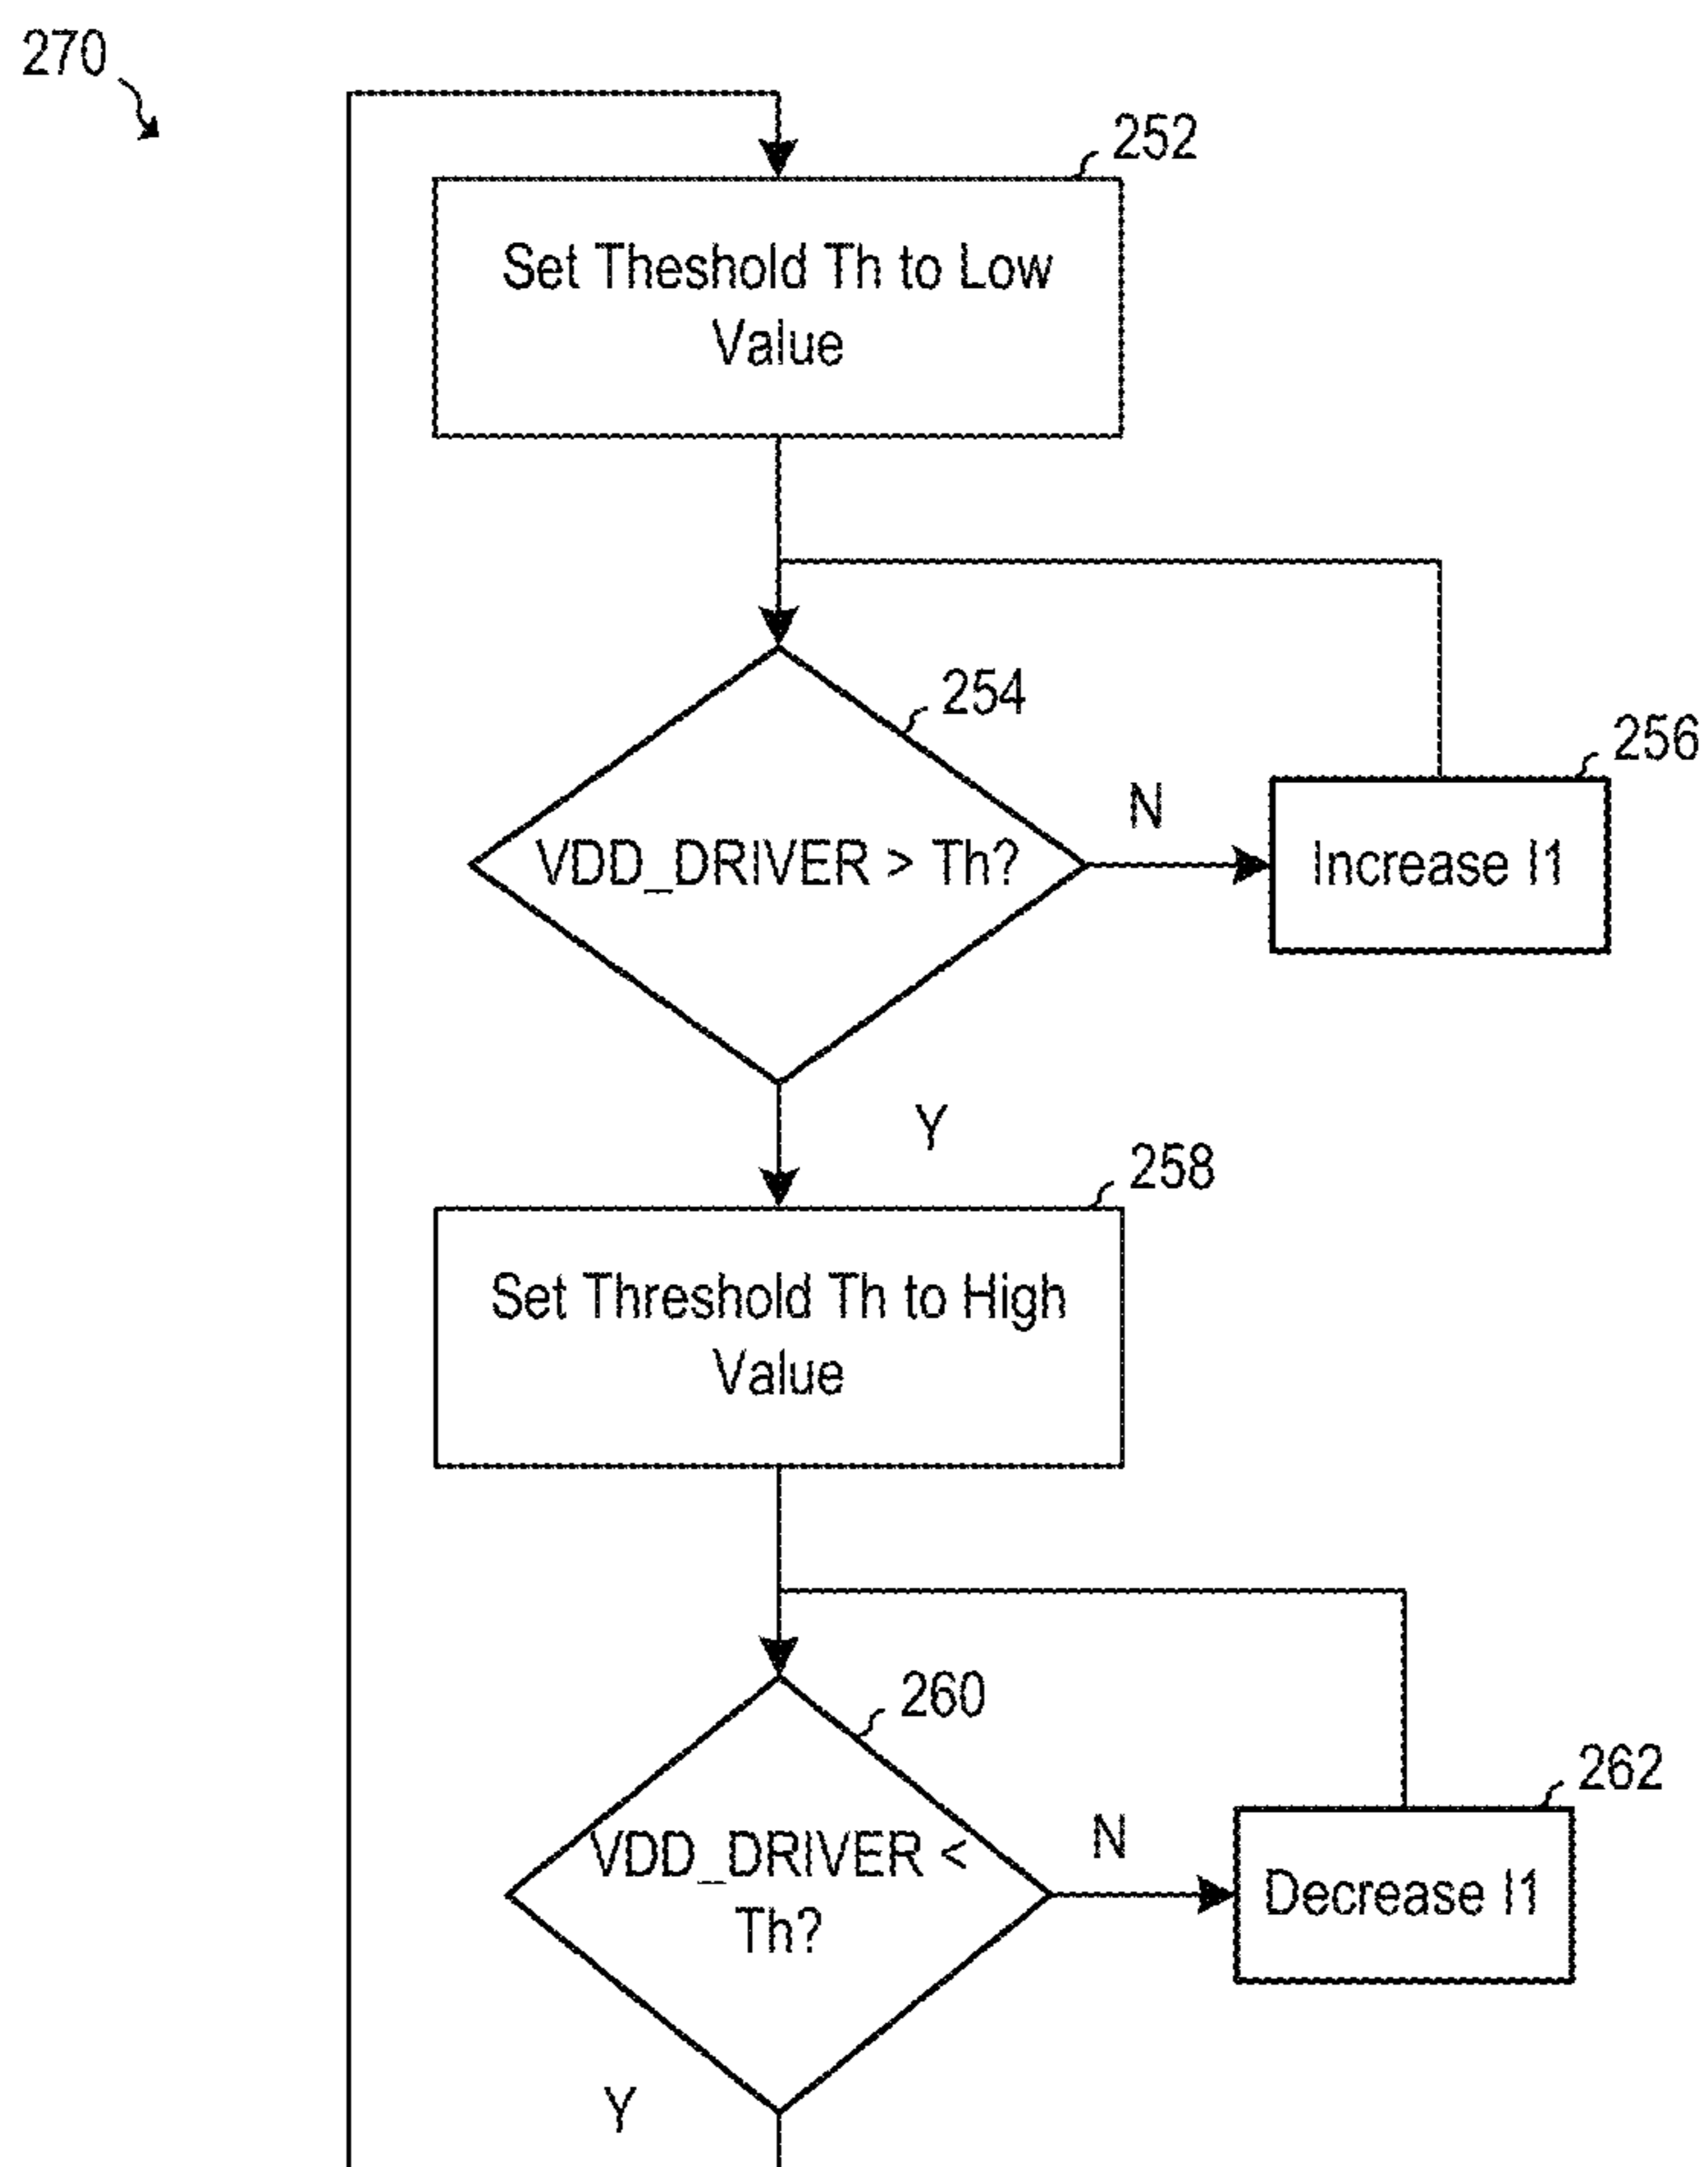 270
252
Set Theshold Th to Low
Value
254
VDD_DRIVER > Th?
N
256
Increase I1
Y
258
Set Threshold Th to High
Value
260
VDD_DRIVER <
Th?
N
262
Decrease I1
Y